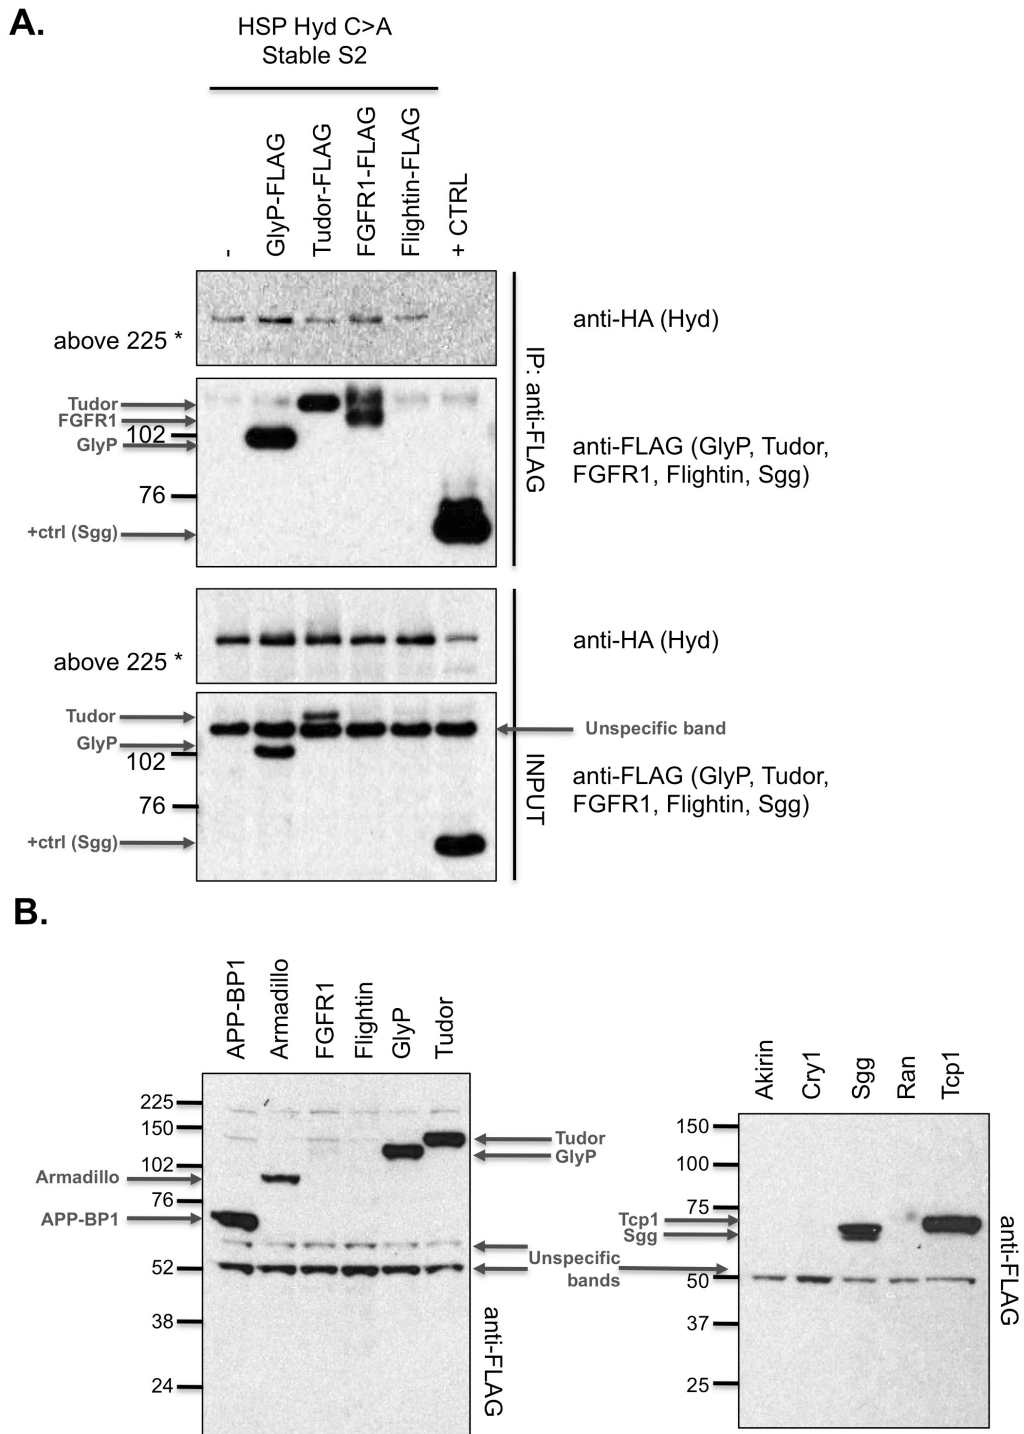 A.
HSP Hyd C>A
Stable S2
-
GlyP-FLAG
Tudor-FLAG
FGFR1-FLAG
Flightin-FLAG
+ CTRL
above 225 *
anti-HA (Hyd)
Tudor
FGFR1
102
GlyP
76
+ctrl (Sgg)
anti-FLAG (GlyP, Tudor,
FGFR1, Flightin, Sgg)
IP: anti-FLAG
above 225 *
anti-HA (Hyd)
Tudor
GlyP
102
76
+ctrl (Sgg)
Unspecific band
anti-FLAG (GlyP, Tudor,
FGFR1, Flightin, Sgg)
INPUT
B.
APP-BP1
Armadillo
FGFR1
Flightin
GlyP
Tudor
225
150
102
Armadillo
76
APP-BP1
52
38
24
Tudor
GlyP
Unspecific
bands
anti-FLAG
Akirin
Cry1
Sgg
Ran
Tcp1
150
100
75
Tcp1
Sgg
50
37
25
anti-FLAG